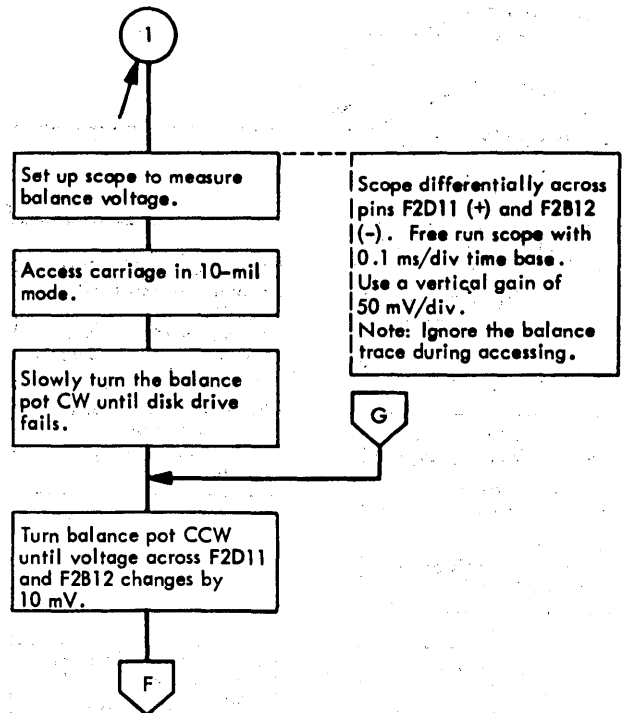 1
Set up scope to measure
balance voltage.
Scope differentially across
pins F2D11 (+) and F2B12
(-). Free run scope with
0.1 ms/div time base.
Use a vertical gain of
50 mV/div.
Note: Ignore the balance
trace during accessing.
Access carriage in 10-mil
mode.
Slowly turn the balance
pot CW until disk drive
fails.
G
Turn balance pot CCW
until voltage across F2D11
and F2B12 changes by
10 mV.
F